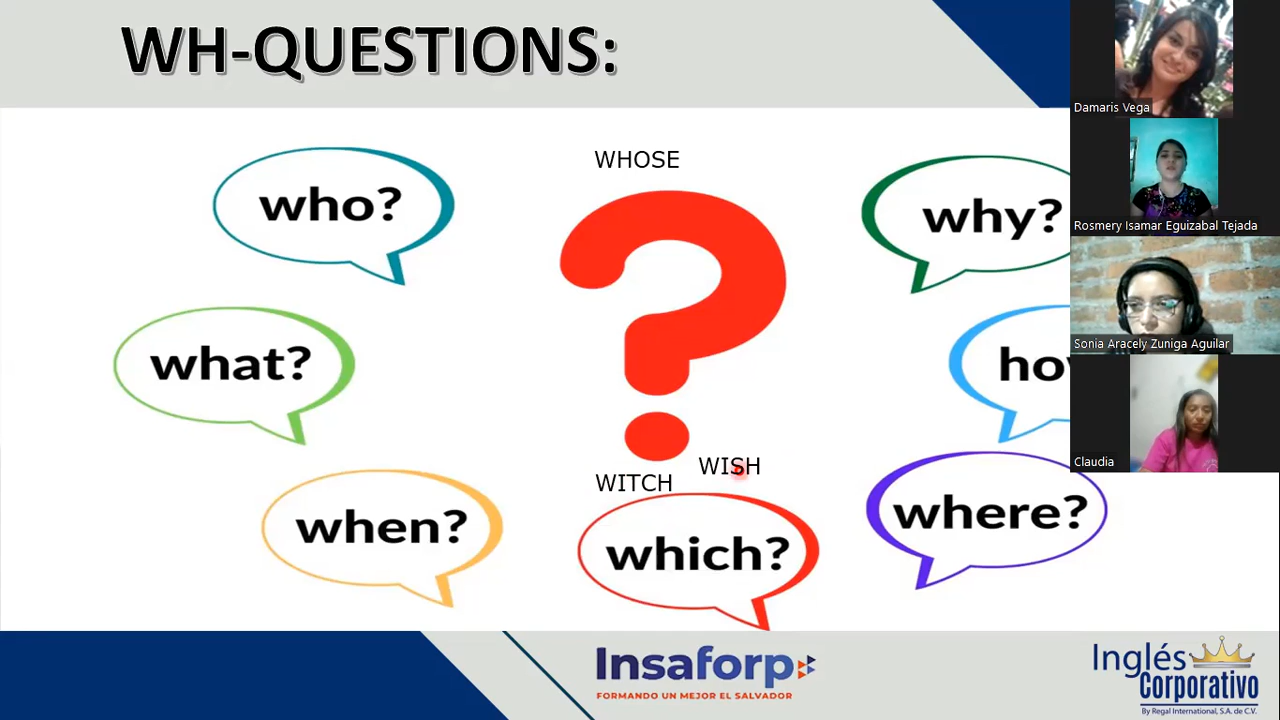 WH-QUESTIONS:
WHOSE
who?
why?
what?
ho
WISH
WITCH
when?
which?
where?
Damaris Vega
Rosmery Isamar Eguizabal Tejada
Sonia Aracely Zuniga Aguilar
Claudia
Insaforp
FORMANDO UN MEJOR EL SALVADOR
Inglés
Corporativo
By Regal International, S.A. de C.V.